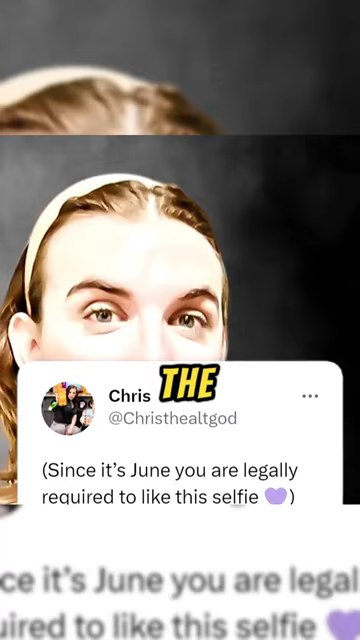 Chris
THE
@Christhealtgod
(Since it's June you are legally
required to like this selfie 💜)
ce it's June you are legal
uired to like this selfie 💜